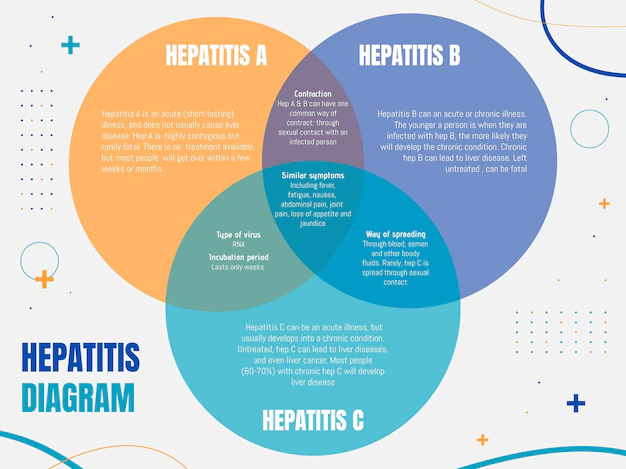 HEPATITIS A
HEPATITIS B
Contraction
Hep A & B can have one
common way of
contract; through
sexual contact with an
infected person
Hepatitis A is an acute (short-lasting)
illness, and does not usually cause liver
disease. Hep A is highly contagious but
rarely fatal. There is no treatment available,
but most people will get over within a few
weeks or months
Hepatitis B can an acute or chronic illness.
The younger a person is when they are
infected with hep B, the more likely they
will develop the chronic condition. Chronic
hep B can lead to liver disease. Left
untreated , can be fatal
Similar symptoms
Including fever,
fatigue, nausea,
abdominal pain, joint
pain, loss of appetite and
jaundice
Type of virus
RNA
Incubation period
Lasts only weeks
Way of spreading
Through blood, semen
and other boody
fluids. Rarely, hep C is
spread through sexual
contact
Hepatitis C can be an acute illness, but
usually develops into a chronic condition.
Untreated, hep C can lead to liver diseases,
and even liver cancer. Most people
(60-70%) with chronic hep C will develop
liver disease
HEPATITIS C
HEPATITIS
DIAGRAM